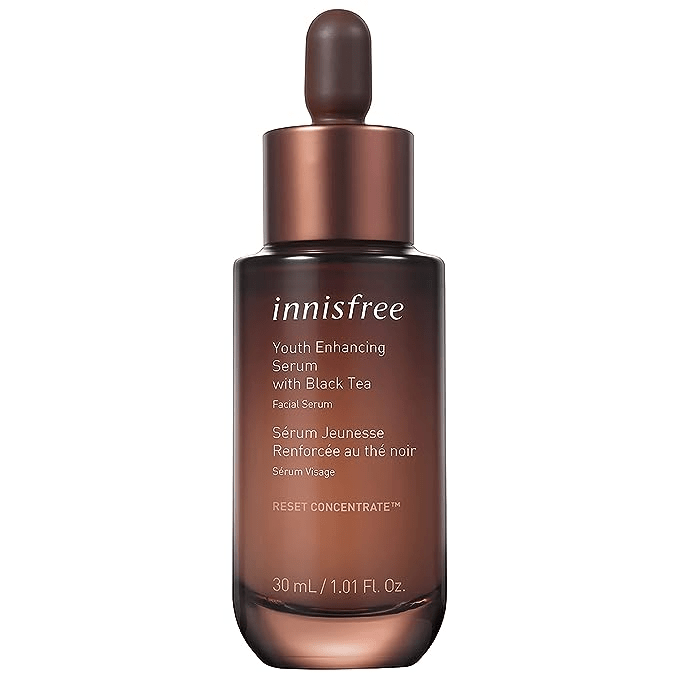 innisfree
Youth Enhancing
Serum
with Black Tea
Facial Serum
Sérum Jeunesse
Renforcée au thé noir
Sérum Visage
RESET CONCENTRATE™
30 mL / 1.01 Fl. Oz.